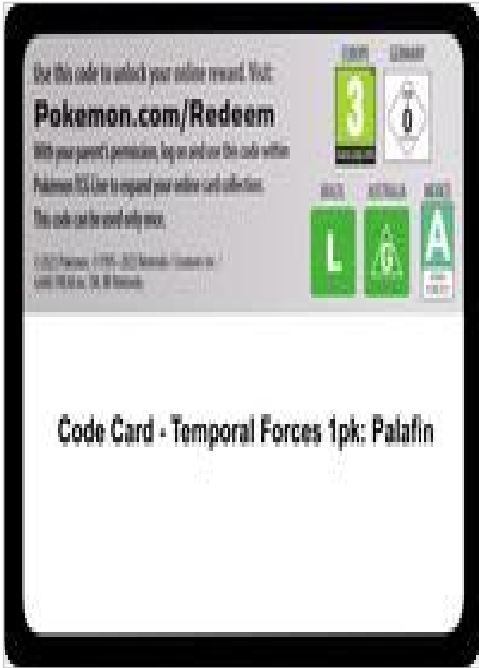 Use this code to unlock your online reward. Visit:
Pokemon.com/Redeem
With your parent's permission, log on and use this code within
Pokémon TCG Live to expand your online card collection.
This code can be used only once.
EUROPE GERMANY
3
0
BRAZIL AUSTRALIA MEXICO
L
G
A
Code Card - Temporal Forces 1pk: Palafin